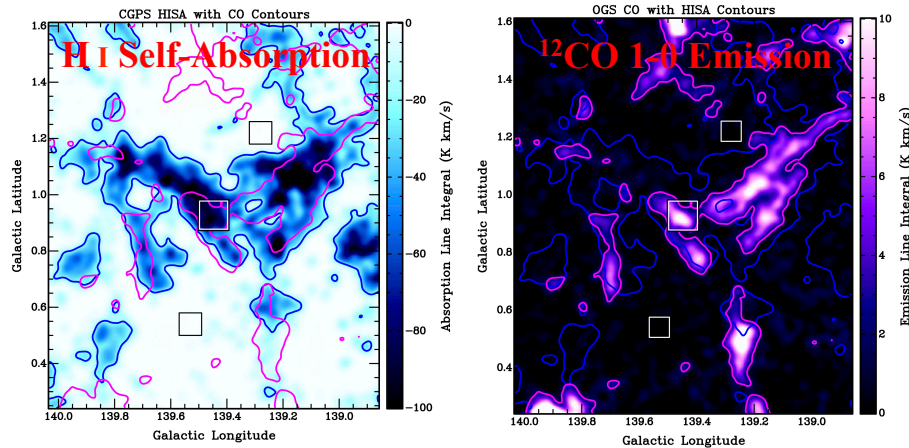 CGPS HISA with CO Contours
H I Self-Absorption
1.6
1.4
1.2
1.0
0.8
0.6
0.4
Galactic Latitude
140.0 139.8 139.6 139.4 139.2 139.0
Galactic Longitude
0
−20
−40
−60
−80
−100
Absorption Line Integral (K km/s)
OGS CO with HISA Contours
¹²CO 1-0 Emission
1.6
1.4
1.2
1.0
0.8
0.6
0.4
Galactic Latitude
140.0 139.8 139.6 139.4 139.2 139.0
Galactic Longitude
10
8
6
4
2
0
Emission Line Integral (K km/s)